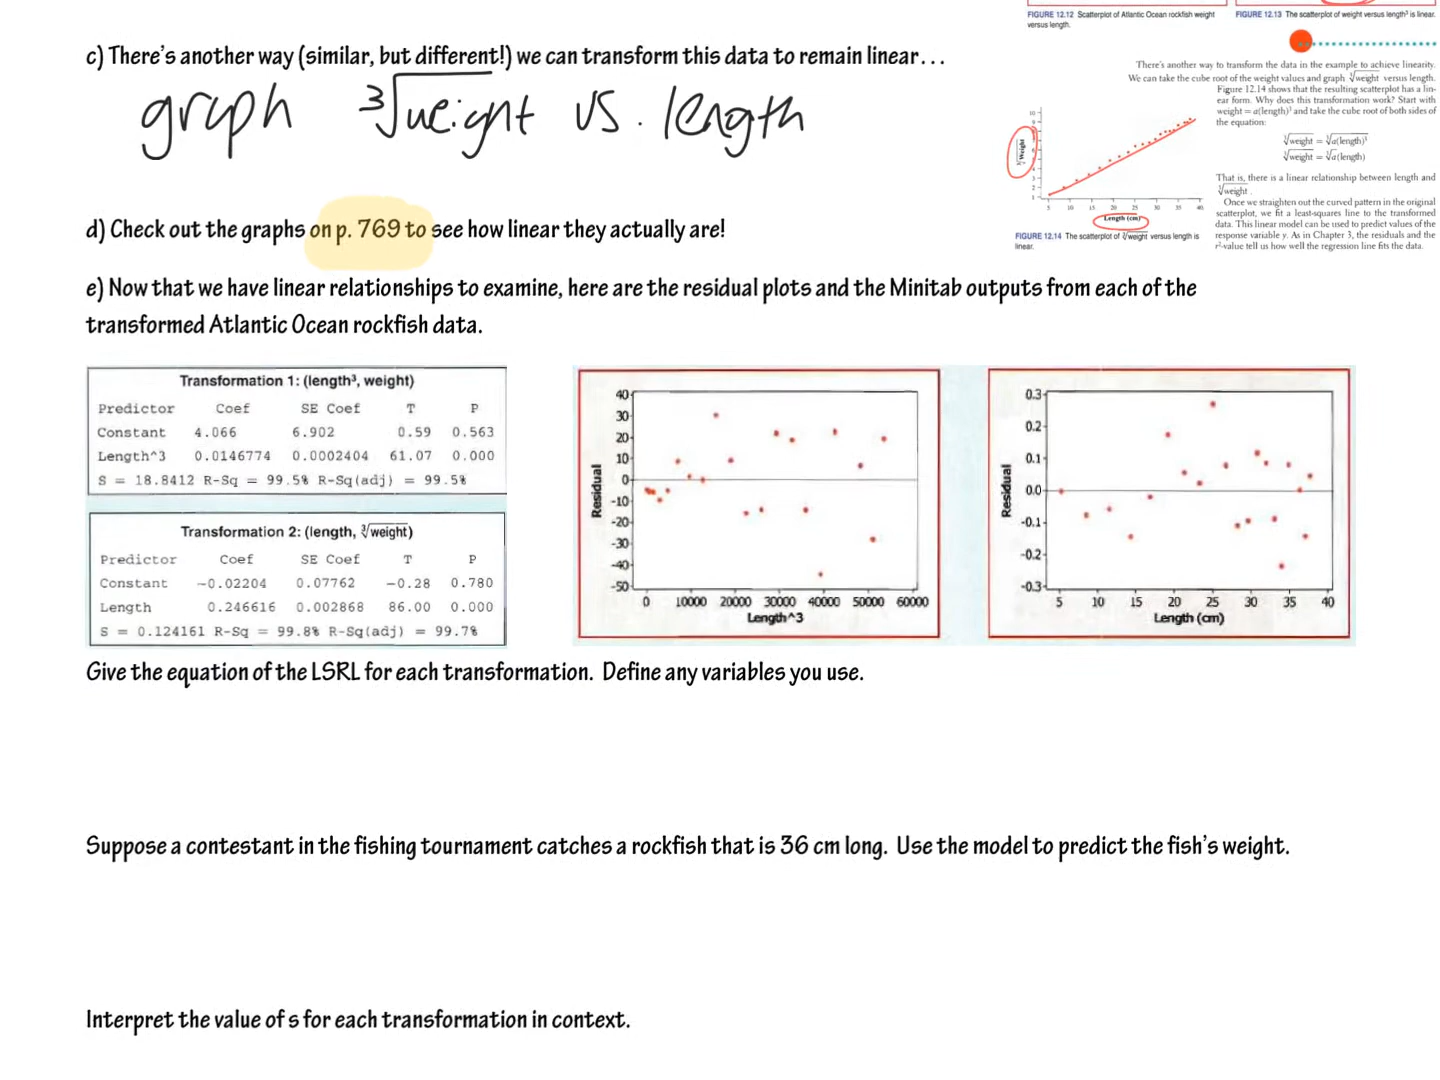 FIGURE 12.12 Scatterplot of Atlantic Ocean rockfish weight
versus length.
FIGURE 12.13 The scatterplot of weight versus length³ is linear.
c) There's another way (similar, but different!) we can transform this data to remain linear...
graph ∛weight vs. length
There's another way to transform the data in the example to achieve linearity.
We can take the cube root of the weight values and graph ∛weight versus length.
Figure 12.14 shows that the resulting scatterplot has a lin-
ear form. Why does this transformation work? Start with
weight = a(length)³ and take the cube root of both sides of
the equation:
∛weight = ∛a(length)³
∛weight = ∛a(length)
That is, there is a linear relationship between length and
∛weight.
Once we straighten out the curved pattern in the original
scatterplot, we fit a least-squares line to the transformed
data. This linear model can be used to predict values of the
response variable y. As in Chapter 3, the residuals and the
r²-value tell us how well the regression line fits the data.
∛Weight
5 10 15 20 25 30 35 40
Length (cm)
FIGURE 12.14 The scatterplot of ∛weight versus length is
linear.
d) Check out the graphs on p. 769 to see how linear they actually are!
e) Now that we have linear relationships to examine, here are the residual plots and the Minitab outputs from each of the
transformed Atlantic Ocean rockfish data.
Transformation 1: (length³, weight)
Predictor Coef SE Coef T P
Constant 4.066 6.902 0.59 0.563
Length^3 0.0146774 0.0002404 61.07 0.000
S = 18.8412 R-Sq = 99.5% R-Sq(adj) = 99.5%
Transformation 2: (length, ∛weight)
Predictor Coef SE Coef T P
Constant -0.02204 0.07762 -0.28 0.780
Length 0.246616 0.002868 86.00 0.000
S = 0.124161 R-Sq = 99.8% R-Sq(adj) = 99.7%
40
30
20
10
0
-10
-20
-30
-40
-50
Residual
0 10000 20000 30000 40000 50000 60000
Length^3
0.3
0.2
0.1
0.0
-0.1
-0.2
-0.3
Residual
5 10 15 20 25 30 35 40
Length (cm)
Give the equation of the LSRL for each transformation. Define any variables you use.
Suppose a contestant in the fishing tournament catches a rockfish that is 36 cm long. Use the model to predict the fish's weight.
Interpret the value of s for each transformation in context.